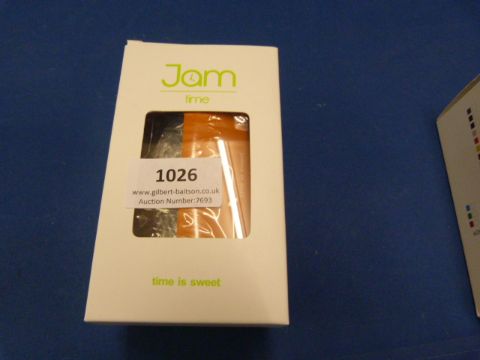 Jam
time
1026
www.gilbert-baitson.co.uk
Auction Number:7693
time is sweet